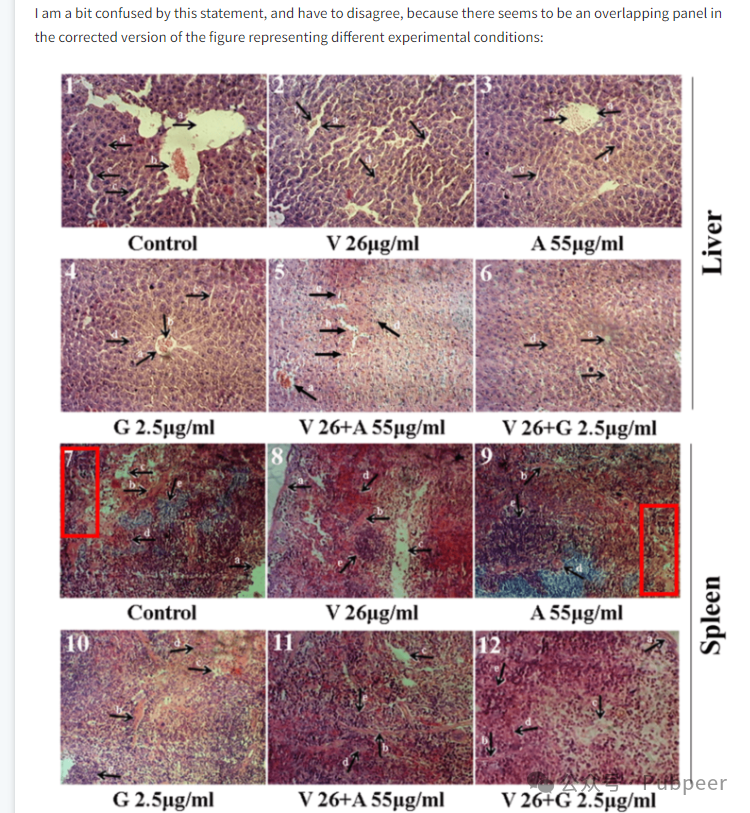 I am a bit confused by this statement, and have to disagree, because there seems to be an overlapping panel in
the corrected version of the figure representing different experimental conditions:
1 2 3
Control V 26µg/ml A 55µg/ml
Liver
4 5 6
G 2.5µg/ml V 26+A 55µg/ml V 26+G 2.5µg/ml
7 8 9
Control V 26µg/ml A 55µg/ml
Spleen
10 11 12
G 2.5µg/ml V 26+A 55µg/ml V 26+G 2.5µg/ml
公众号 · Pubpeer